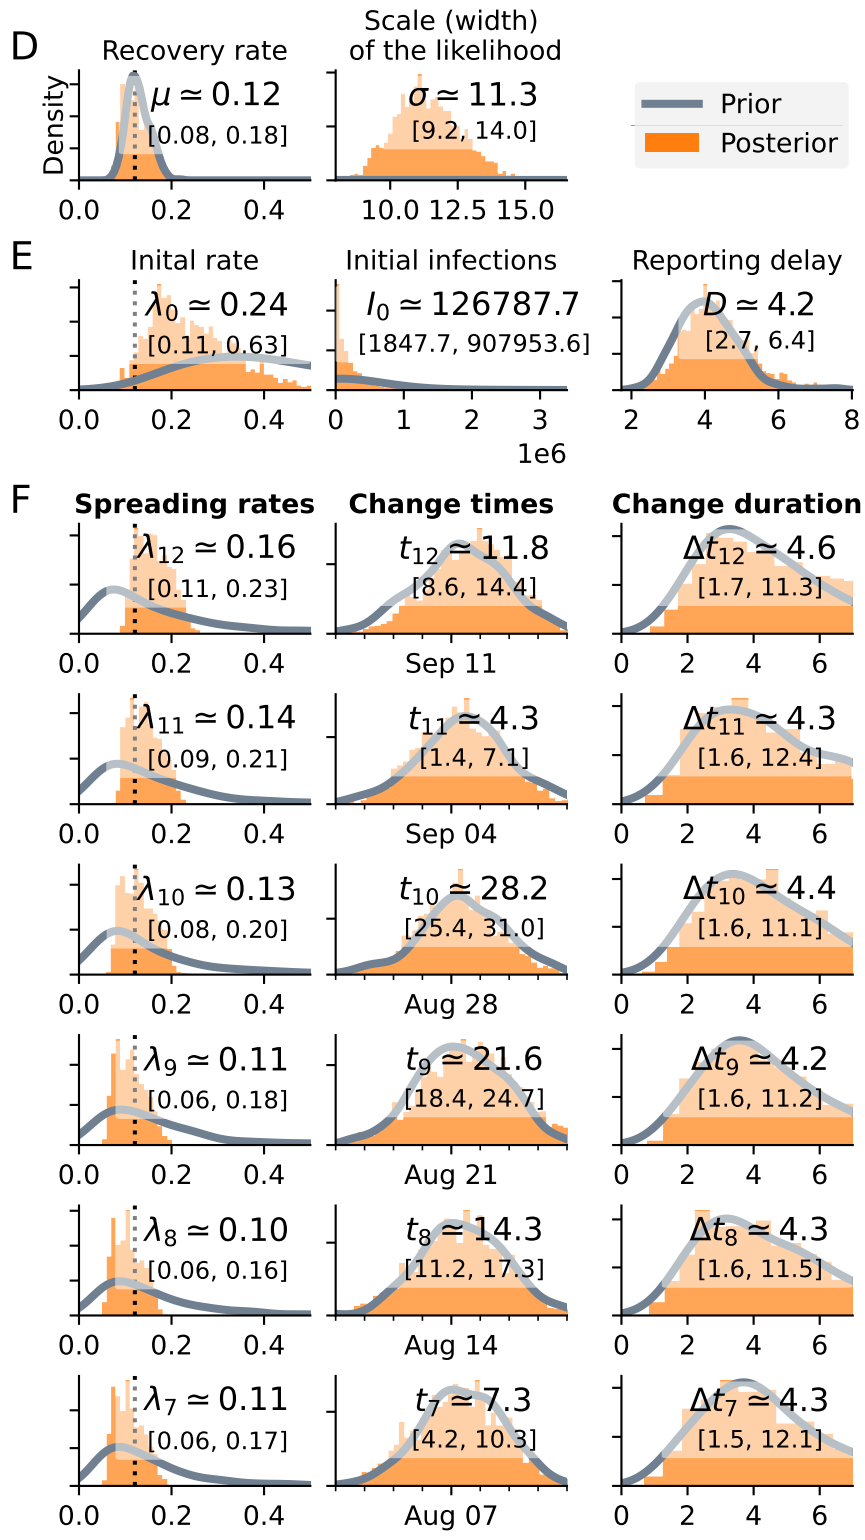 D
Recovery rate
Scale (width)
of the likelihood
Density
μ ≃ 0.12
[0.08, 0.18]
σ ≃ 11.3
[9.2, 14.0]
Prior
Posterior
0.0 0.2 0.4
10.0 12.5 15.0
E
Inital rate
Initial infections
Reporting delay
λ₀ ≃ 0.24
[0.11, 0.63]
I₀ ≃ 126787.7
[1847.7, 907953.6]
D ≃ 4.2
[2.7, 6.4]
0.0 0.2 0.4
0 1 2 3
1e6
2 4 6 8
F
Spreading rates
Change times
Change duration
λ₁₂ ≃ 0.16
[0.11, 0.23]
t₁₂ ≃ 11.8
[8.6, 14.4]
Δt₁₂ ≃ 4.6
[1.7, 11.3]
0.0 0.2 0.4
Sep 11
0 2 4 6
λ₁₁ ≃ 0.14
[0.09, 0.21]
t₁₁ ≃ 4.3
[1.4, 7.1]
Δt₁₁ ≃ 4.3
[1.6, 12.4]
0.0 0.2 0.4
Sep 04
0 2 4 6
λ₁₀ ≃ 0.13
[0.08, 0.20]
t₁₀ ≃ 28.2
[25.4, 31.0]
Δt₁₀ ≃ 4.4
[1.6, 11.1]
0.0 0.2 0.4
Aug 28
0 2 4 6
λ₉ ≃ 0.11
[0.06, 0.18]
t₉ ≃ 21.6
[18.4, 24.7]
Δt₉ ≃ 4.2
[1.6, 11.2]
0.0 0.2 0.4
Aug 21
0 2 4 6
λ₈ ≃ 0.10
[0.06, 0.16]
t₈ ≃ 14.3
[11.2, 17.3]
Δt₈ ≃ 4.3
[1.6, 11.5]
0.0 0.2 0.4
Aug 14
0 2 4 6
λ₇ ≃ 0.11
[0.06, 0.17]
t₇ ≃ 7.3
[4.2, 10.3]
Δt₇ ≃ 4.3
[1.5, 12.1]
0.0 0.2 0.4
Aug 07
0 2 4 6